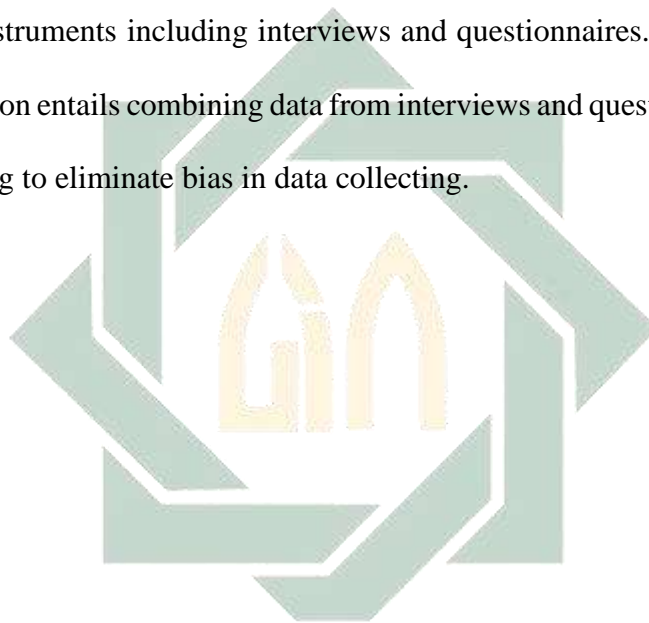 struments including interviews and questionnaires.
on entails combining data from interviews and quest
g to eliminate bias in data collecting.